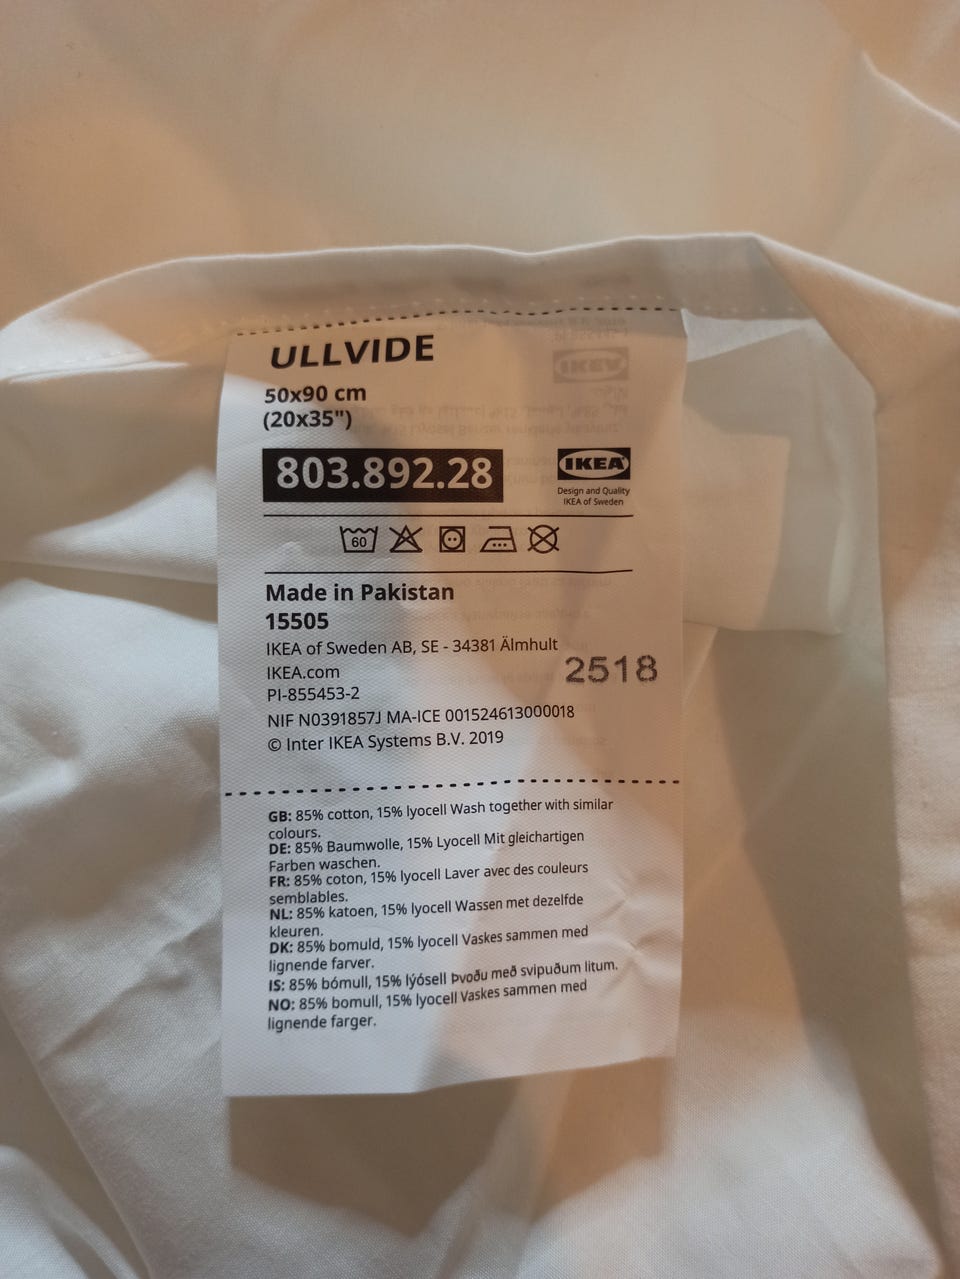 ULLVIDE
50x90 cm
(20x35")
803.892.28
IKEA
Design and Quality
IKEA of Sweden
60
Made in Pakistan
15505
IKEA of Sweden AB, SE - 34381 Älmhult
IKEA.com
2518
PI-855453-2
NIF N0391857J MA-ICE 001524613000018
© Inter IKEA Systems B.V. 2019
GB: 85% cotton, 15% lyocell Wash together with similar
colours.
DE: 85% Baumwolle, 15% Lyocell Mit gleichartigen
Farben waschen.
FR: 85% coton, 15% lyocell Laver avec des couleurs
semblables.
NL: 85% katoen, 15% lyocell Wassen met dezelfde
kleuren.
DK: 85% bomuld, 15% lyocell Vaskes sammen med
lignende farver.
IS: 85% bómull, 15% lýósell Þvoðu með svipuðum litum.
NO: 85% bomull, 15% lyocell Vaskes sammen med
lignende farger.